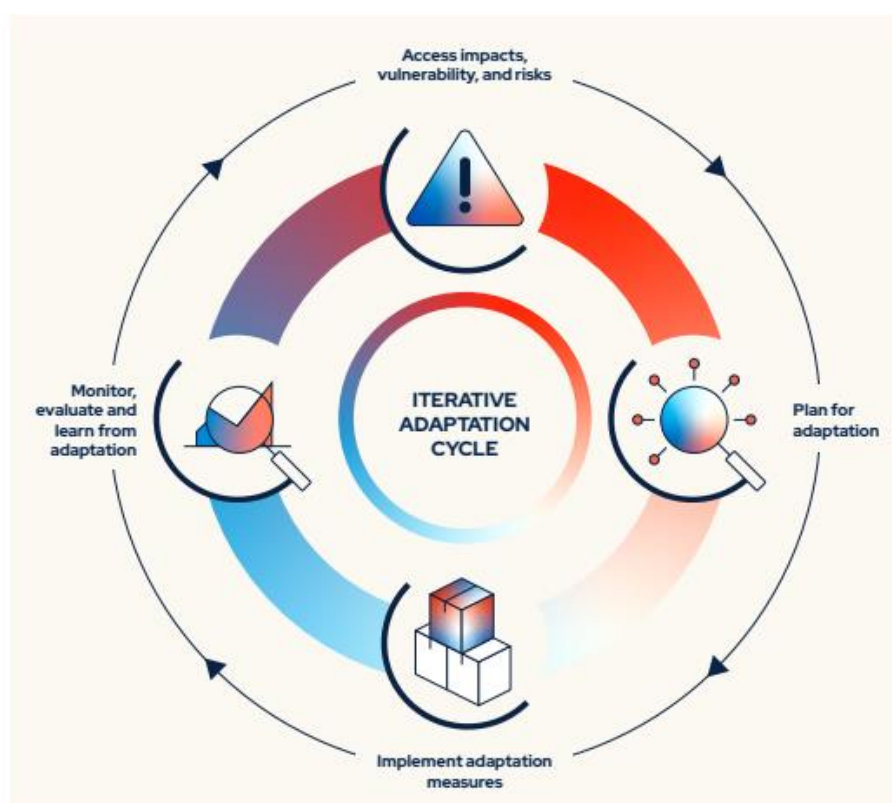 Access impacts,
vulnerability, and risks
Monitor,
evaluate and
learn from
adaptation
ITERATIVE
ADAPTATION
CYCLE
Plan for
adaptation
Implement adaptation
measures